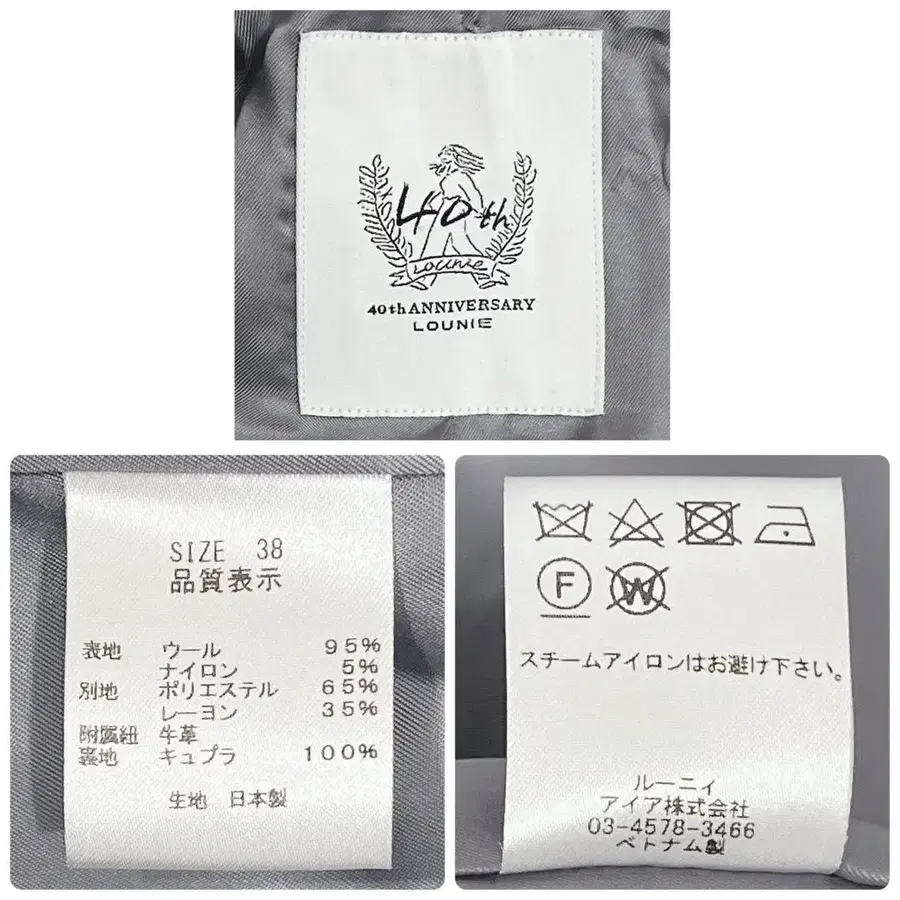 40th
LOUNIE
40th ANNIVERSARY
LOUNIE
SIZE 38
品質表示
表地 ウール 95%
ナイロン 5%
別地 ポリエステル 65%
レーヨン 35%
附属紐 牛革
裏地 キュプラ 100%
生地 日本製
F
W
スチームアイロンはお避け下さい。
ルーニィ
アイア株式会社
03-4578-3466
ベトナム製